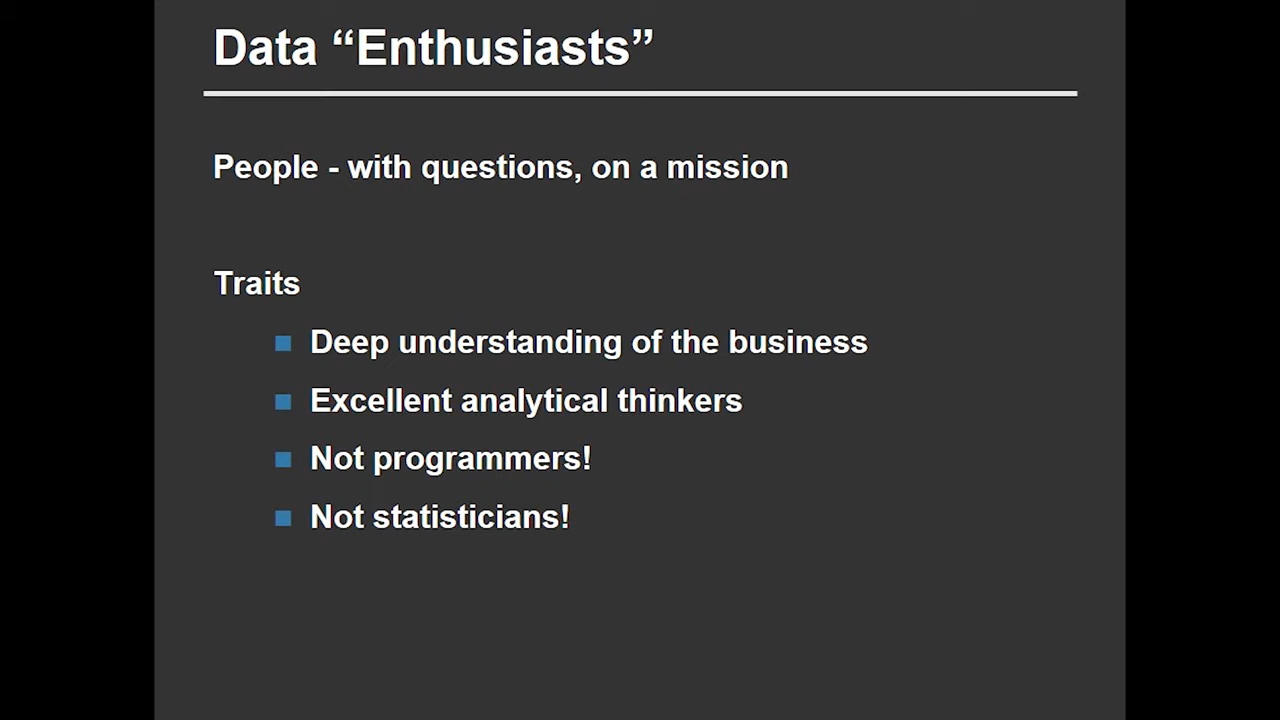 Data “Enthusiasts”
People - with questions, on a mission
Traits
Deep understanding of the business
Excellent analytical thinkers
Not programmers!
Not statisticians!